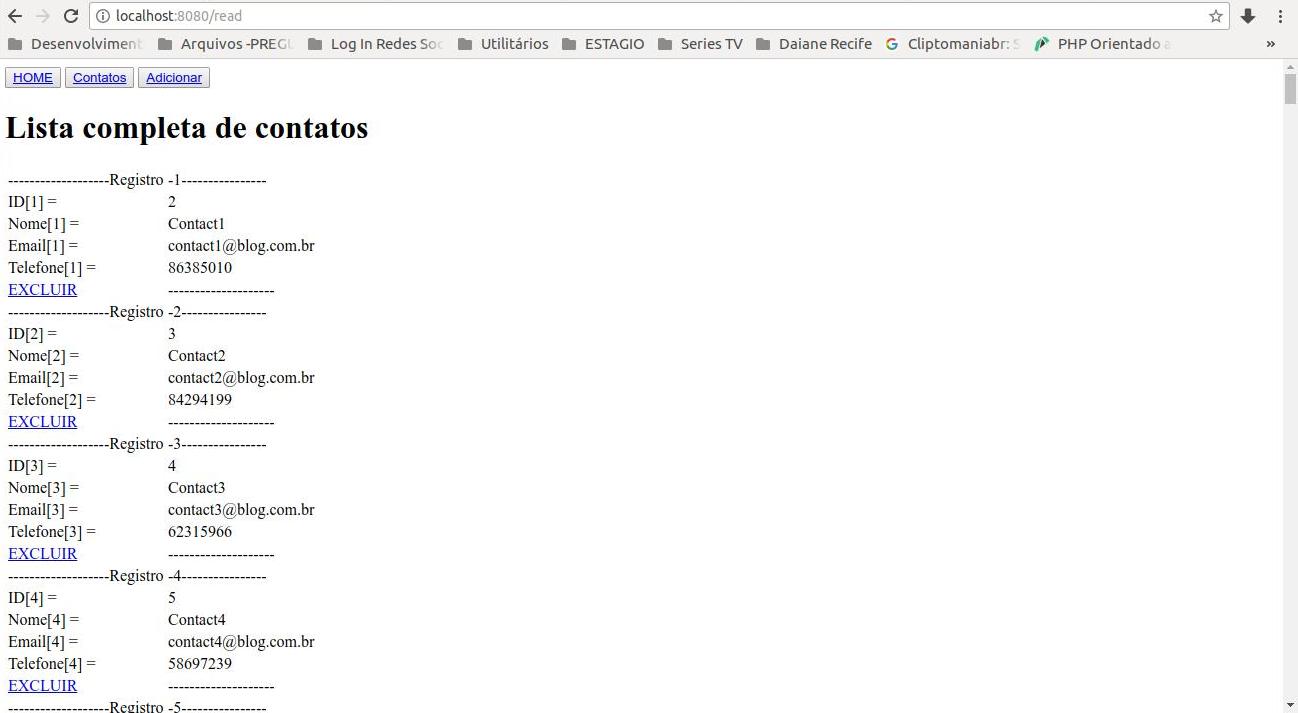 localhost:8080/read
Desenvolviment Arquivos -PREGU Log In Redes Soc Utilitários ESTAGIO Series TV Daiane Recife Cliptomaniabr: S PHP Orientado a »
HOME Contatos Adicionar
Lista completa de contatos
-------------------Registro -1----------------
ID[1] = 2
Nome[1] = Contact1
Email[1] = contact1@blog.com.br
Telefone[1] = 86385010
EXCLUIR --------------------
-------------------Registro -2----------------
ID[2] = 3
Nome[2] = Contact2
Email[2] = contact2@blog.com.br
Telefone[2] = 84294199
EXCLUIR --------------------
-------------------Registro -3----------------
ID[3] = 4
Nome[3] = Contact3
Email[3] = contact3@blog.com.br
Telefone[3] = 62315966
EXCLUIR --------------------
-------------------Registro -4----------------
ID[4] = 5
Nome[4] = Contact4
Email[4] = contact4@blog.com.br
Telefone[4] = 58697239
EXCLUIR --------------------
-------------------Registro -5----------------